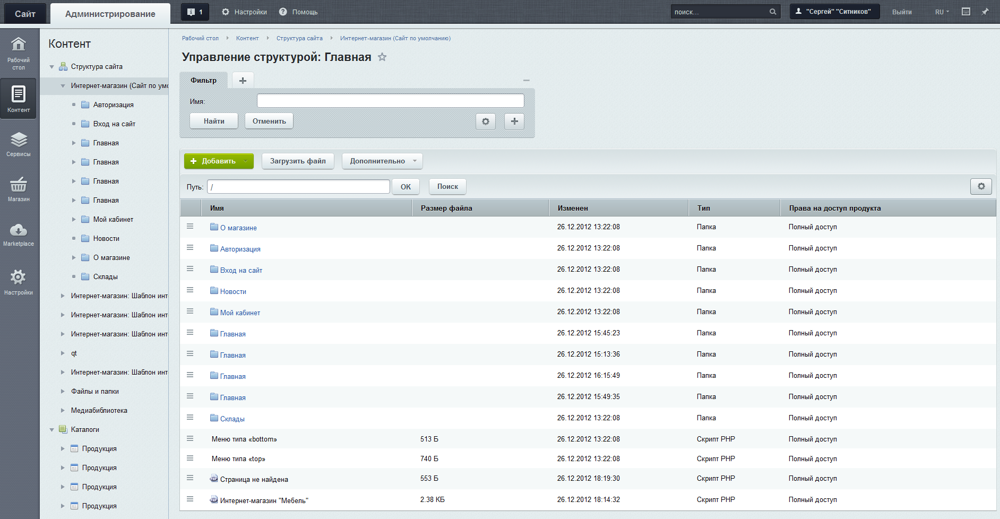 Сайт
Администрирование
1
Настройки
Помощь
поиск...
"Сергей" "Ситников"
Выйти
RU
Рабочий стол
Контент
Сервисы
Магазин
Marketplace
Настройки
Контент
Структура сайта
Интернет-магазин (Сайт по умо
Авторизация
Вход на сайт
Главная
Главная
Главная
Главная
Мой кабинет
Новости
О магазине
Склады
Интернет-магазин: Шаблон инт
Интернет-магазин: Шаблон инт
Интернет-магазин: Шаблон инт
qt
Интернет-магазин: Шаблон инт
Файлы и папки
Медиабиблиотека
Каталоги
Продукция
Продукция
Продукция
Продукция
Рабочий стол Контент Структура сайта Интернет-магазин (Сайт по умолчанию)
Управление структурой: Главная
Фильтр
Имя:
Найти Отменить
Добавить Загрузить файл Дополнительно
Путь: / OK Поиск
Имя Размер файла Изменен Тип Права на доступ продукта
О магазине 26.12.2012 13:22:08 Папка Полный доступ
Авторизация 26.12.2012 13:22:08 Папка Полный доступ
Вход на сайт 26.12.2012 13:22:08 Папка Полный доступ
Новости 26.12.2012 13:22:08 Папка Полный доступ
Мой кабинет 26.12.2012 13:22:08 Папка Полный доступ
Главная 26.12.2012 15:45:23 Папка Полный доступ
Главная 26.12.2012 15:13:36 Папка Полный доступ
Главная 26.12.2012 16:15:49 Папка Полный доступ
Главная 26.12.2012 15:49:35 Папка Полный доступ
Склады 26.12.2012 13:22:08 Папка Полный доступ
Меню типа «bottom» 513 Б 26.12.2012 13:22:08 Скрипт PHP Полный доступ
Меню типа «top» 740 Б 26.12.2012 13:22:08 Скрипт PHP Полный доступ
Страница не найдена 553 Б 26.12.2012 18:19:30 Скрипт PHP Полный доступ
Интернет-магазин "Мебель" 2.38 КБ 26.12.2012 18:14:32 Скрипт PHP Полный доступ